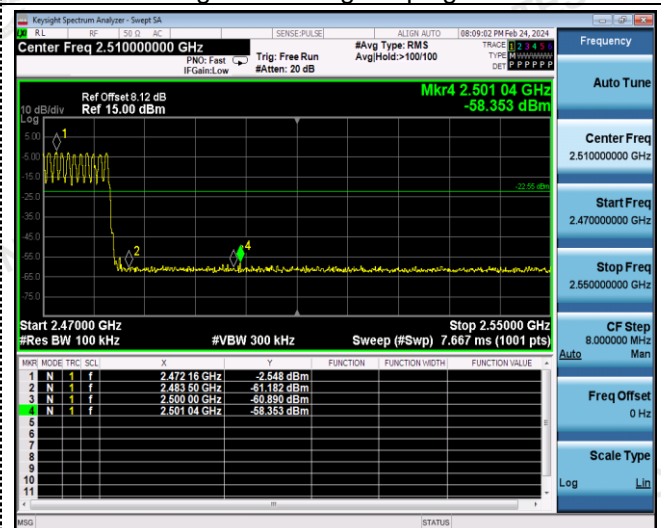 Keysight Spectrum Analyzer - Swept SA
RL RF 50 Ω AC SENSE:PULSE ALIGN AUTO 08:09:02 PM Feb 24, 2024
Center Freq 2.510000000 GHz
PNO: Fast
IFGain:Low
Trig: Free Run
#Atten: 20 dB
#Avg Type: RMS
Avg|Hold:>100/100
TRACE 1 2 3 4 5 6
TYPE M WWWWW
DET P P P P P P
Ref Offset 8.12 dB
10 dB/div Ref 15.00 dBm
Log
Mkr4 2.501 04 GHz
-58.353 dBm
5.00
-5.00
-15.0
-25.0
-35.0
-45.0
-55.0
-65.0
-75.0
1
2
4
-22.55 dBm
Start 2.47000 GHz Stop 2.55000 GHz
#Res BW 100 kHz #VBW 300 kHz Sweep (#Swp) 7.667 ms (1001 pts)
MKR MODE TRC SCL X Y FUNCTION FUNCTION WIDTH FUNCTION VALUE
1 N 1 f 2.472 16 GHz -2.548 dBm
2 N 1 f 2.483 50 GHz -61.182 dBm
3 N 1 f 2.500 00 GHz -60.890 dBm
4 N 1 f 2.501 04 GHz -58.353 dBm
5
6
7
8
9
10
11
MSG STATUS
Frequency
Auto Tune
Center Freq
2.510000000 GHz
Start Freq
2.470000000 GHz
Stop Freq
2.550000000 GHz
CF Step
8.000000 MHz
Auto Man
Freq Offset
0 Hz
Scale Type
Log Lin